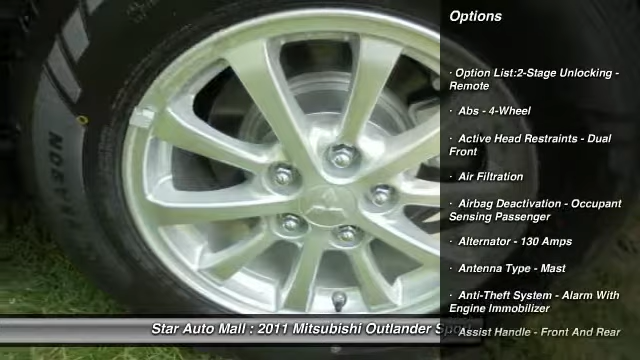 Options
· Option List:2-Stage Unlocking -
Remote
· Abs - 4-Wheel
· Active Head Restraints - Dual
Front
· Air Filtration
· Airbag Deactivation - Occupant
Sensing Passenger
· Alternator - 130 Amps
· Antenna Type - Mast
· Anti-Theft System - Alarm With
Engine Immobilizer
· Assist Handle - Front And Rear
Star Auto Mall : 2011 Mitsubishi Outlander